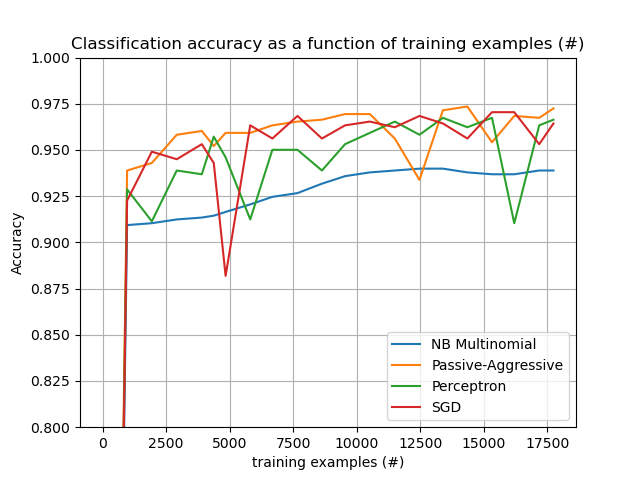 Classification accuracy as a function of training examples (#)
1.000
0.975
0.950
0.925
0.900
0.875
0.850
0.825
0.800
Accuracy
NB Multinomial
Passive-Aggressive
Perceptron
SGD
0 2500 5000 7500 10000 12500 15000 17500
training examples (#)